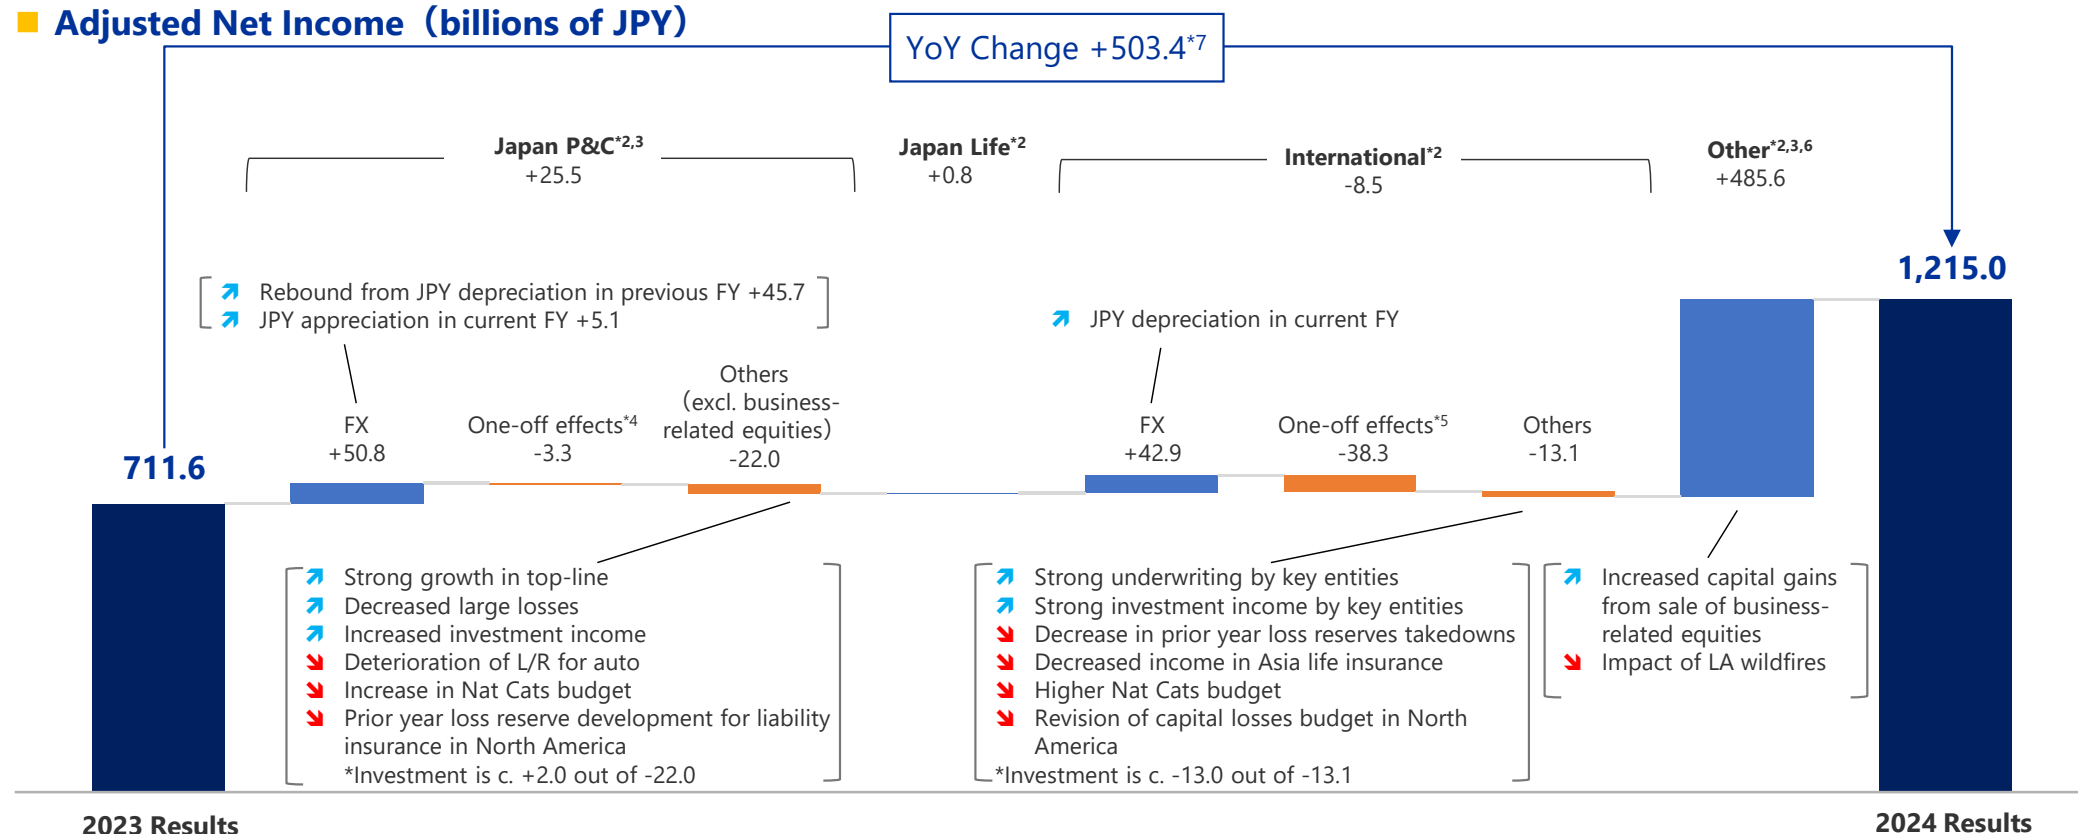 Adjusted Net Income（billions of JPY）
YoY Change +503.4*7
Japan P&C*2,3
+25.5
Japan Life*2
+0.8
International*2
-8.5
Other*2,3,6
+485.6
Rebound from JPY depreciation in previous FY +45.7
JPY appreciation in current FY +5.1
JPY depreciation in current FY
1,215.0
711.6
FX
+50.8
One-off effects*4
-3.3
Others
（excl. business-
related equities）
-22.0
FX
+42.9
One-off effects*5
-38.3
Others
-13.1
Strong growth in top-line
Decreased large losses
Increased investment income
Deterioration of L/R for auto
Increase in Nat Cats budget
Prior year loss reserve development for liability
insurance in North America
*Investment is c. +2.0 out of -22.0
Strong underwriting by key entities
Strong investment income by key entities
Decrease in prior year loss reserves takedowns
Decreased income in Asia life insurance
Higher Nat Cats budget
Revision of capital losses budget in North
America
*Investment is c. -13.0 out of -13.1
Increased capital gains
from sale of business-
related equities
Impact of LA wildfires
2023 Results
2024 Results